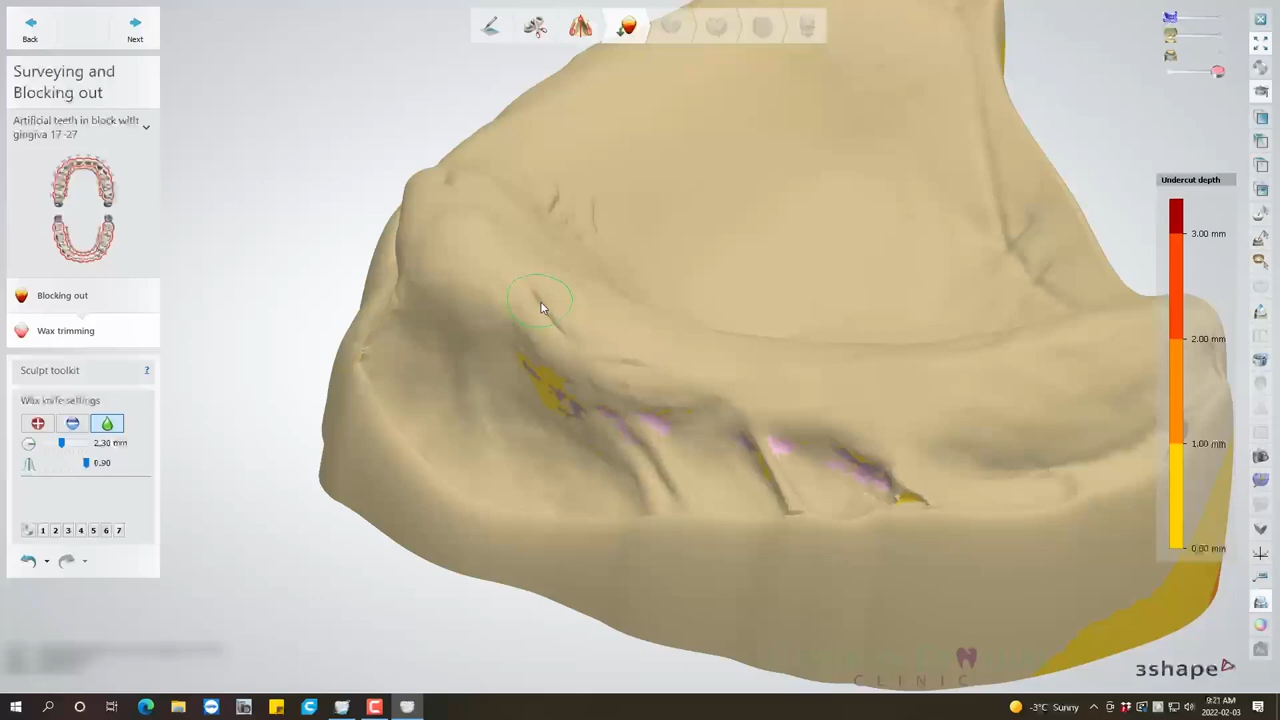 Back
Next
Surveying and
Blocking out
Artificial teeth in block with
gingiva 17-27
Blocking out
Wax trimming
Sculpt toolkit
?
Wax knife settings
2.30 mm
0.90
1 2 3 4 5 6 7
Undercut depth
3.00 mm
2.00 mm
1.00 mm
0.00 mm
CLINIC
3shape
-3°C Sunny
9:21 AM
2022-02-03